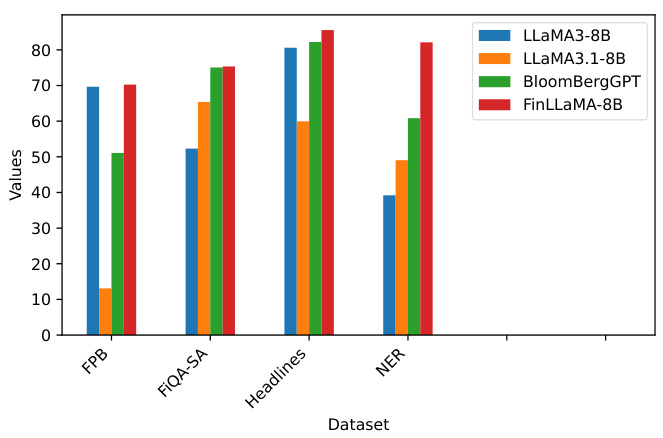 LLaMA3-8B
LLaMA3.1-8B
BloomBergGPT
FinLLaMA-8B
Values
80
70
60
50
40
30
20
10
0
FPB
FiQA-SA
Headlines
NER
Dataset